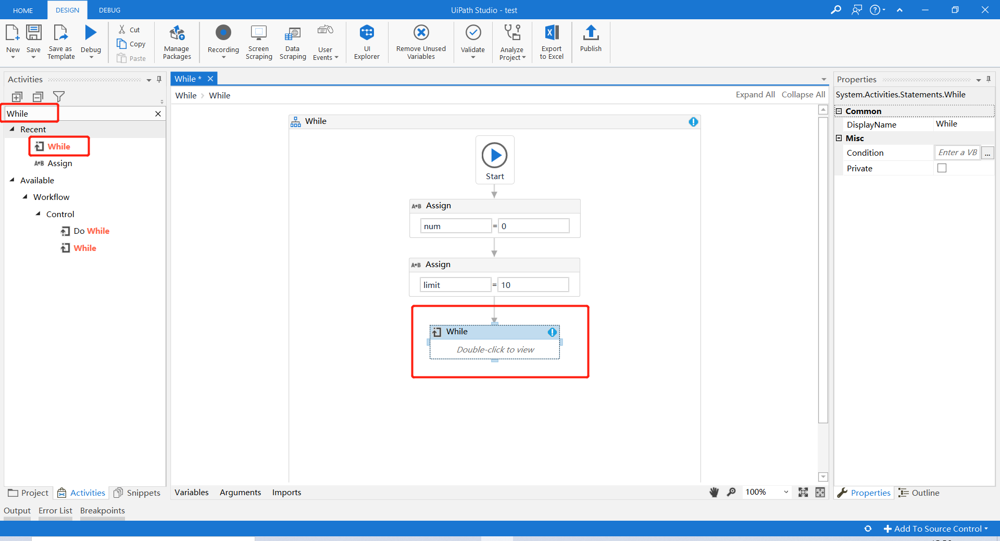 HOME DESIGN DEBUG UiPath Studio - test
New Save Save as Template Debug Cut Copy Paste Manage Packages Recording Screen Scraping Data Scraping User Events UI Explorer Remove Unused Variables Validate Analyze Project Export to Excel Publish
Activities
While
Recent
While
A←B Assign
Available
Workflow
Control
Do While
While
Project Activities Snippets
While *
While > While Expand All Collapse All
While
Start
A←B Assign
num = 0
A←B Assign
limit = 10
While
Double-click to view
Variables Arguments Imports 100%
Properties
System.Activities.Statements.While
Common
DisplayName While
Misc
Condition Enter a VB ...
Private
Properties Outline
Output Error List Breakpoints
Add To Source Control